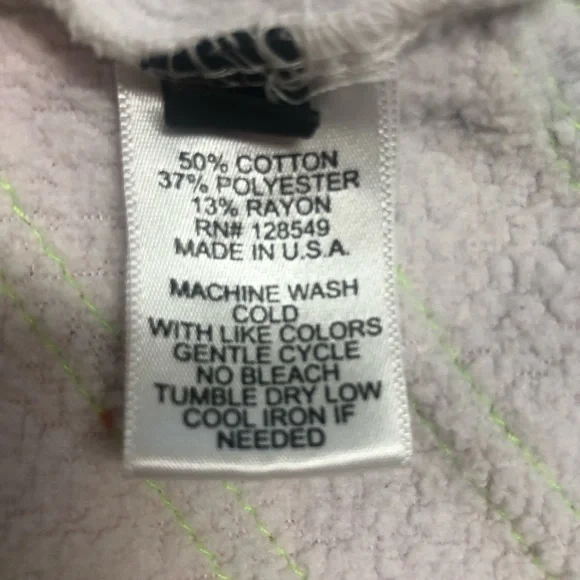 50% COTTON
37% POLYESTER
13% RAYON
RN# 128549
MADE IN U.S.A.
MACHINE WASH
COLD
WITH LIKE COLORS
GENTLE CYCLE
NO BLEACH
TUMBLE DRY LOW
COOL IRON IF
NEEDED